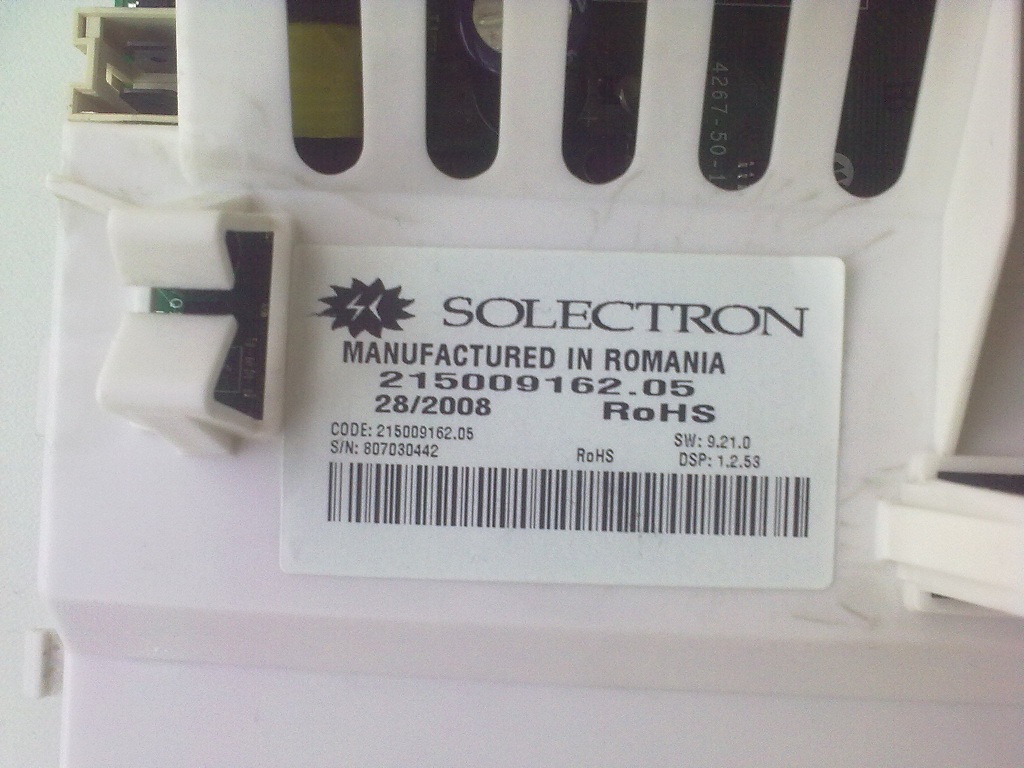 4267-50-1
SOLECTRON
MANUFACTURED IN ROMANIA
215009162.05
28/2008 RoHS
CODE: 215009162.05 SW: 9.21.0
S/N: 807030442 RoHS DSP: 1.2.53